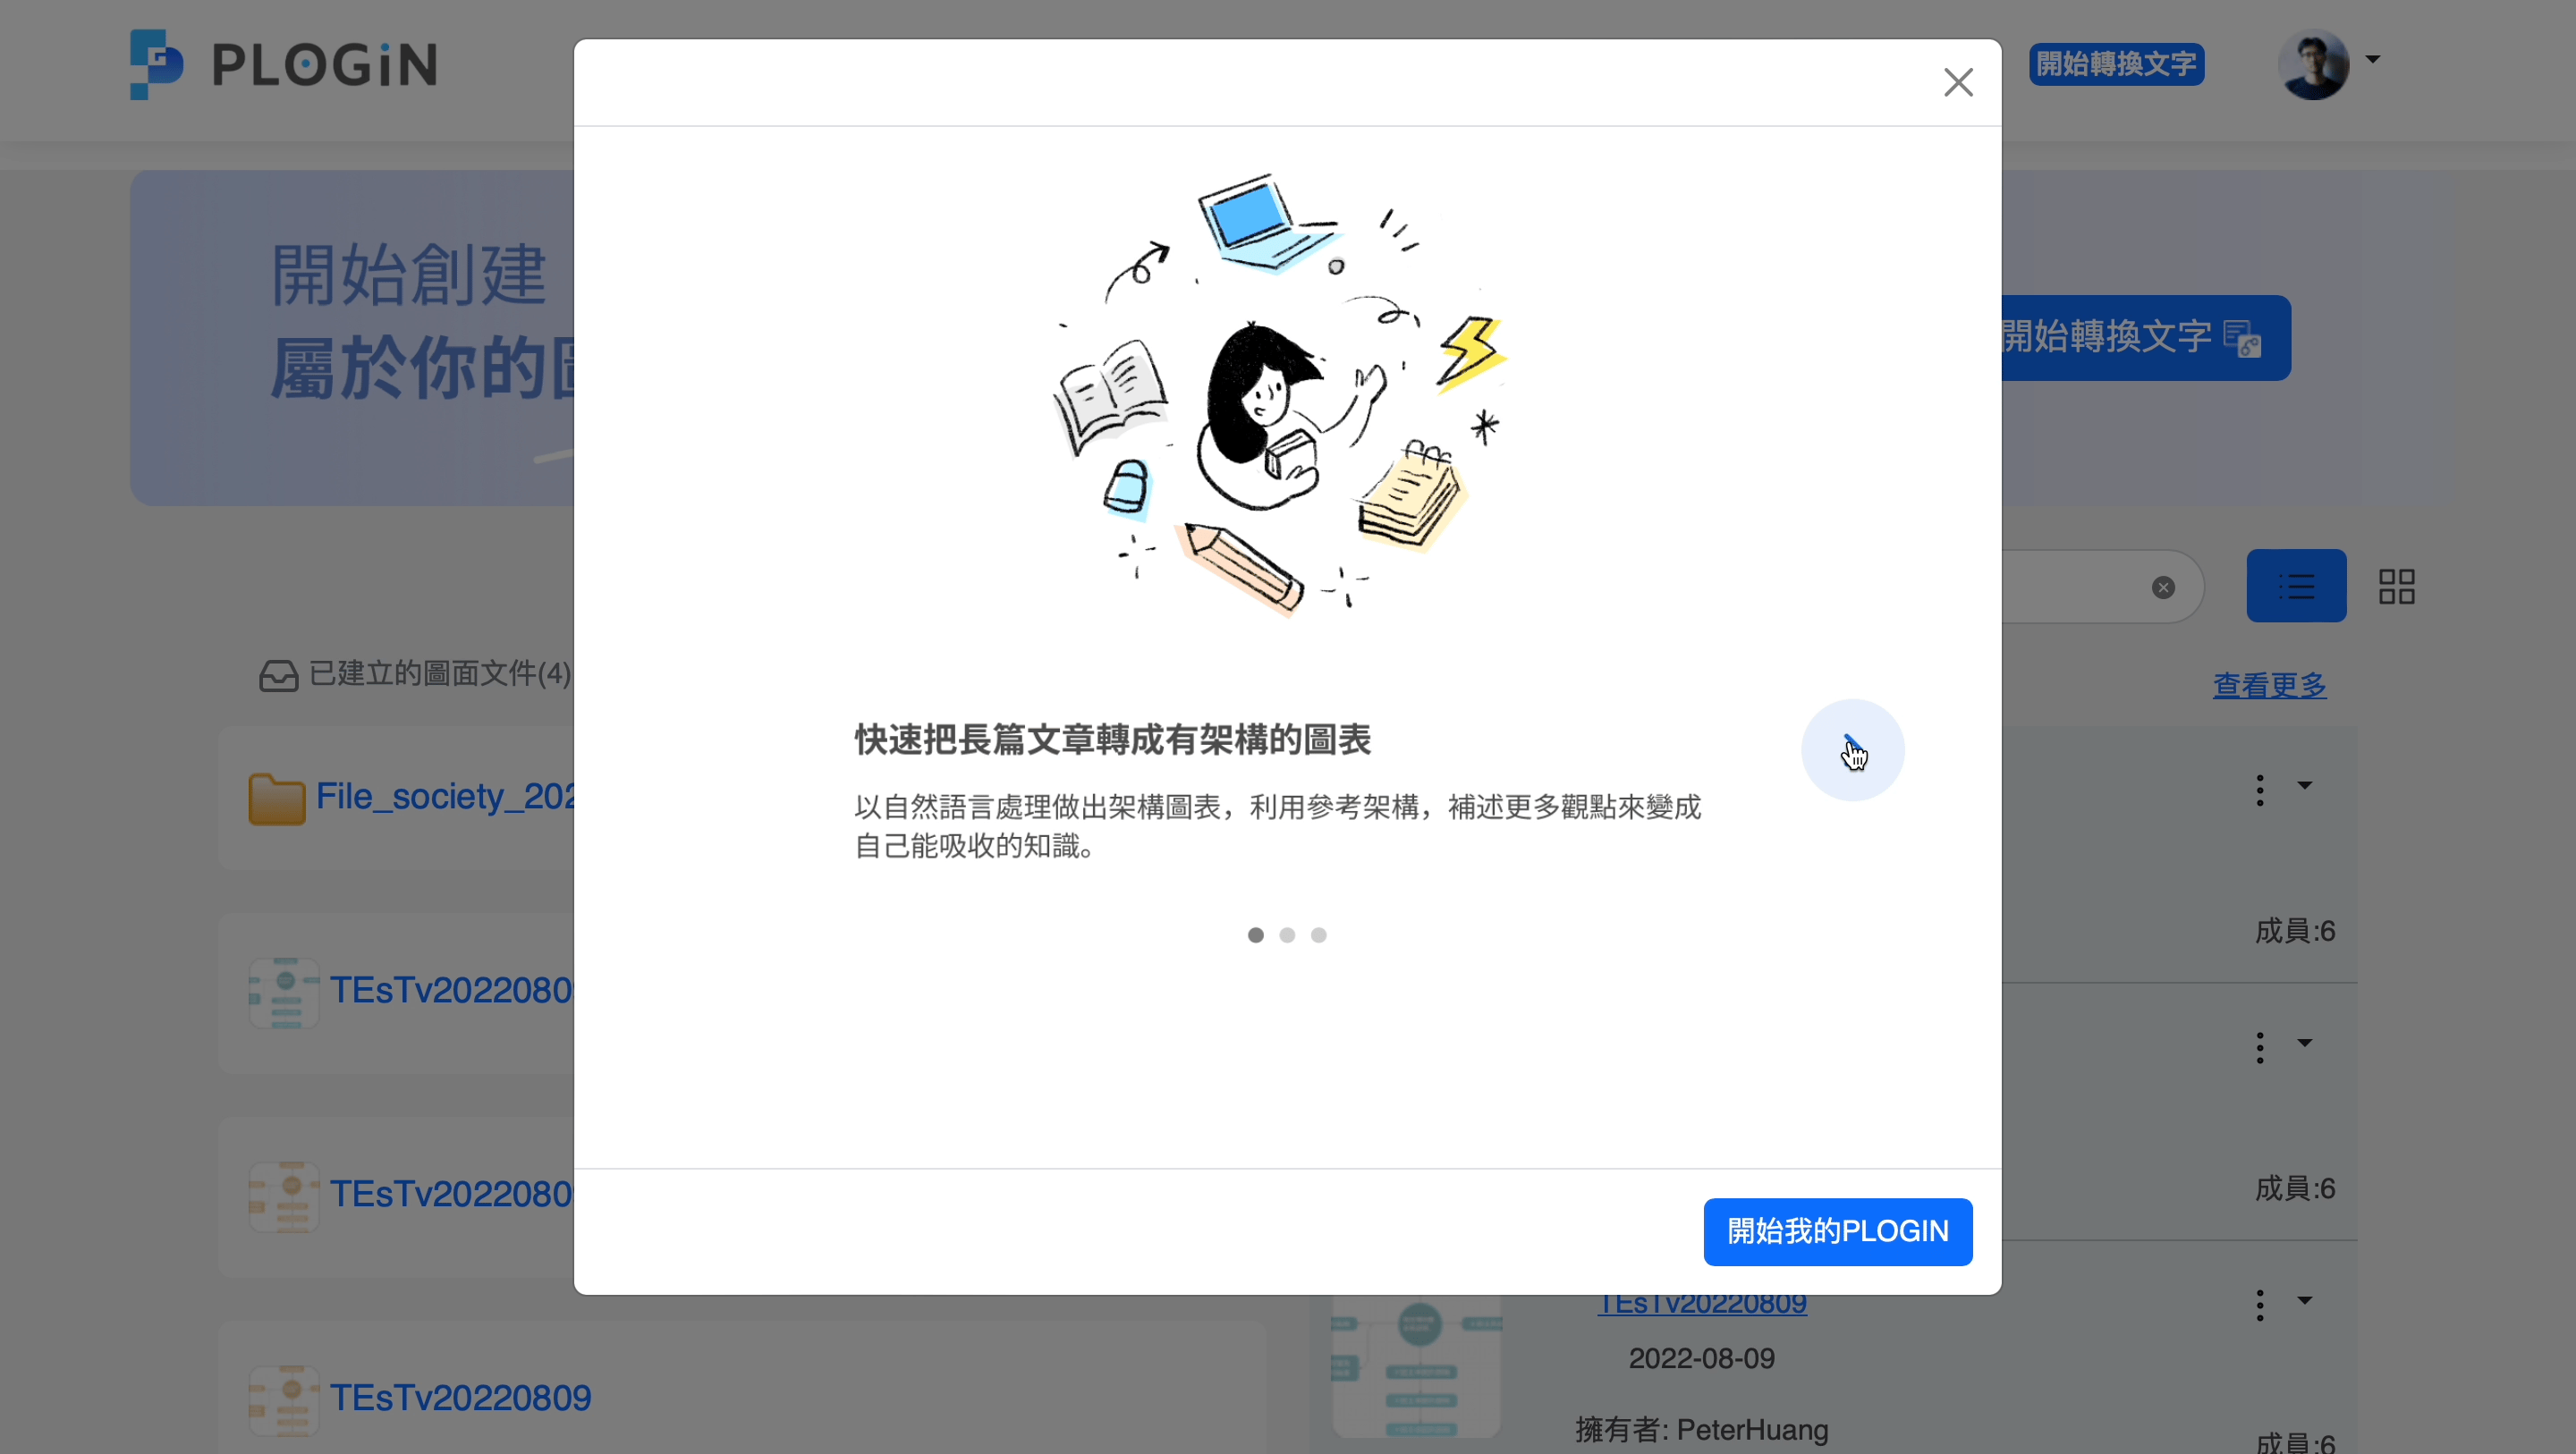 PLOGiN
開始轉換文字
開始創建
屬於你的
開始轉換文字
已建立的圖面文件(4)
查看更多
File_society_202
快速把長篇文章轉成有架構的圖表
以自然語言處理做出架構圖表，利用參考架構，補述更多觀點來變成
自己能吸收的知識。
成員:6
TEsTv2022080
成員:6
TEsTv2022080
開始我的PLOGIN
TEsTv20220809
2022-08-09
TEsTv20220809
擁有者: PeterHuang
成員:6